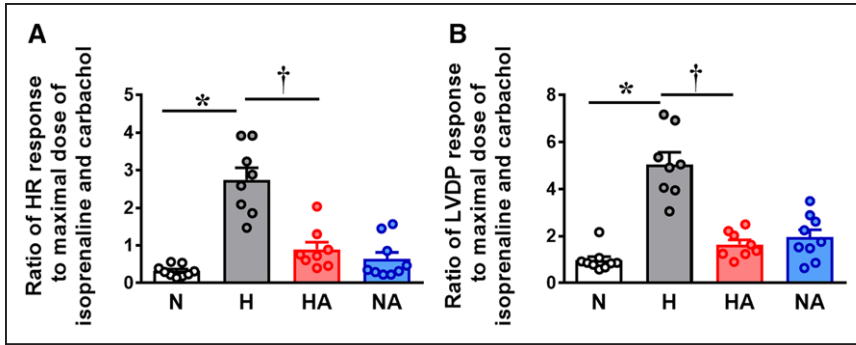 A
Ratio of HR response
to maximal dose of
isoprenaline and carbachol
5
4
3
2
1
0
*
†
N H HA NA
B
Ratio of LVDP response
to maximal dose of
isoprenaline and carbachol
8
6
4
2
0
*
†
N H HA NA